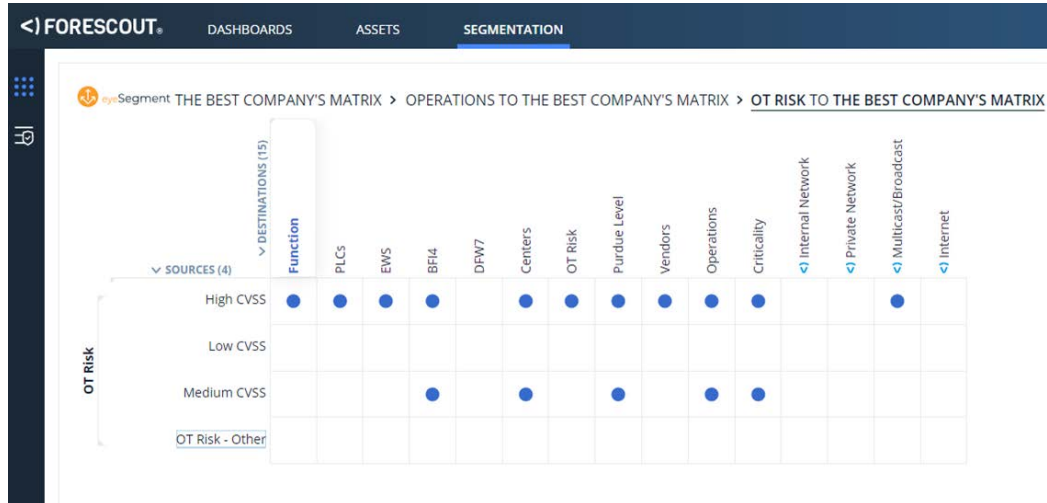 <) FORESCOUT® DASHBOARDS ASSETS SEGMENTATION
eyeSegment THE BEST COMPANY'S MATRIX > OPERATIONS TO THE BEST COMPANY'S MATRIX > OT RISK TO THE BEST COMPANY'S MATRIX
SOURCES (4)
DESTINATIONS (15)
Function
PLCs
EWS
BFI4
DFW7
Centers
OT Risk
Purdue Level
Vendors
Operations
Criticality
<) Internal Network
<) Private Network
<) Multicast/Broadcast
<) Internet
OT Risk
High CVSS
Low CVSS
Medium CVSS
OT Risk - Other